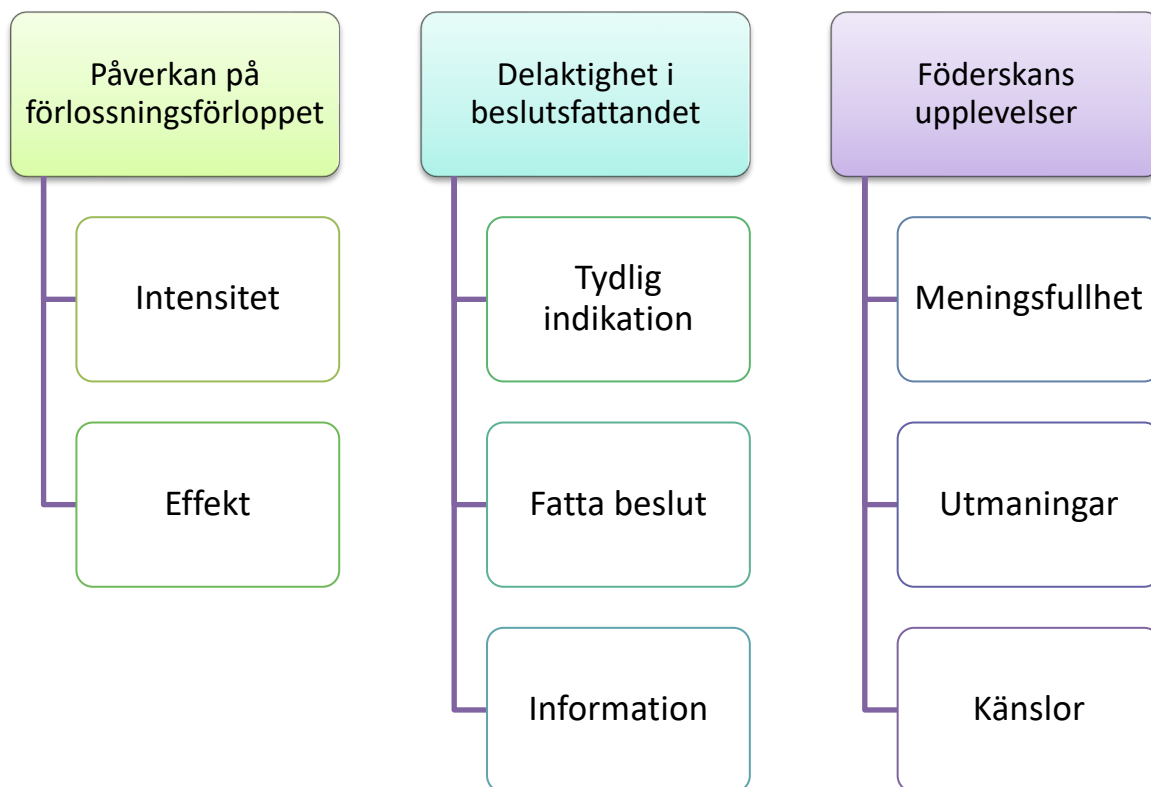 Påverkan på
förlossningsförloppet
Intensitet
Effekt
Delaktighet i
beslutsfattandet
Tydlig
indikation
Fatta beslut
Information
Föderskans
upplevelser
Meningsfullhet
Utmaningar
Känslor